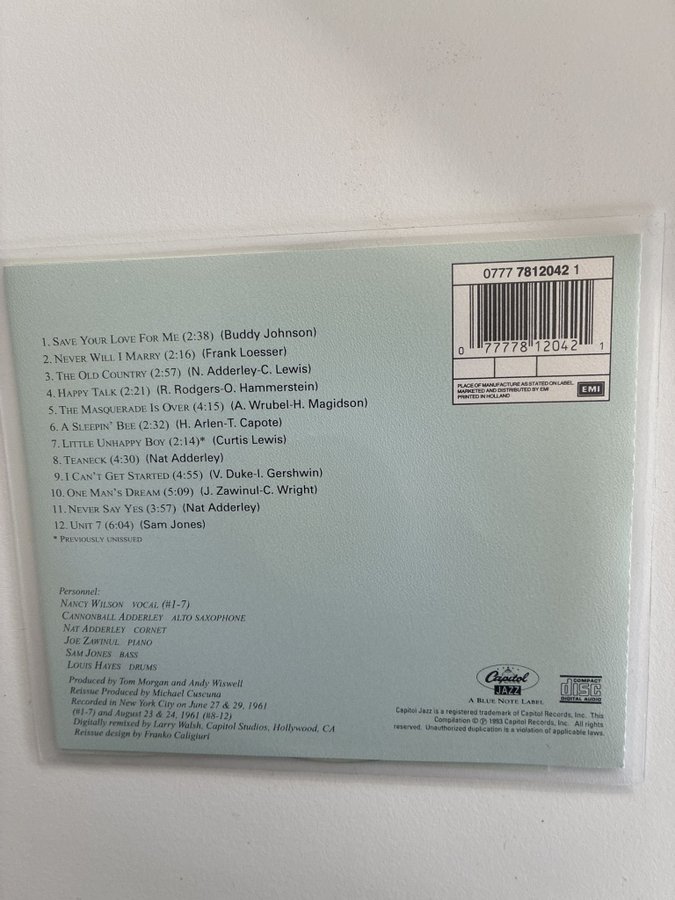 0777 7812042 1
0 77778 12042 1
PLACE OF MANUFACTURE AS STATED ON LABEL
MARKETED AND DISTRIBUTED BY EMI
PRINTED IN HOLLAND
EMI
1. SAVE YOUR LOVE FOR ME (2:38) (Buddy Johnson)
2. NEVER WILL I MARRY (2:16) (Frank Loesser)
3. THE OLD COUNTRY (2:57) (N. Adderley-C. Lewis)
4. HAPPY TALK (2:21) (R. Rodgers-O. Hammerstein)
5. THE MASQUERADE IS OVER (4:15) (A. Wrubel-H. Magidson)
6. A SLEEPIN' BEE (2:32) (H. Arlen-T. Capote)
7. LITTLE UNHAPPY BOY (2:14)* (Curtis Lewis)
8. TEANECK (4:30) (Nat Adderley)
9. I CAN'T GET STARTED (4:55) (V. Duke-I. Gershwin)
10. ONE MAN'S DREAM (5:09) (J. Zawinul-C. Wright)
11. NEVER SAY YES (3:57) (Nat Adderley)
12. UNIT 7 (6:04) (Sam Jones)
* PREVIOUSLY UNISSUED
Personnel:
NANCY WILSON VOCAL (#1-7)
CANNONBALL ADDERLEY ALTO SAXOPHONE
NAT ADDERLEY CORNET
JOE ZAWINUL PIANO
SAM JONES BASS
LOUIS HAYES DRUMS
Produced by Tom Morgan and Andy Wiswell
Reissue Produced by Michael Cuscuna
Recorded in New York City on June 27 & 29, 1961
(#1-7) and August 23 & 24, 1961 (#8-12)
Digitally remixed by Larry Walsh, Capitol Studios, Hollywood, CA
Reissue design by Franko Caligiuri
Capitol
JAZZ
A BLUE NOTE LABEL
COMPACT
disc
DIGITAL AUDIO
Capitol Jazz is a registered trademark of Capitol Records, Inc. This
Compilation © ℗ 1993 Capitol Records, Inc. All rights
reserved. Unauthorized duplication is a violation of applicable laws.